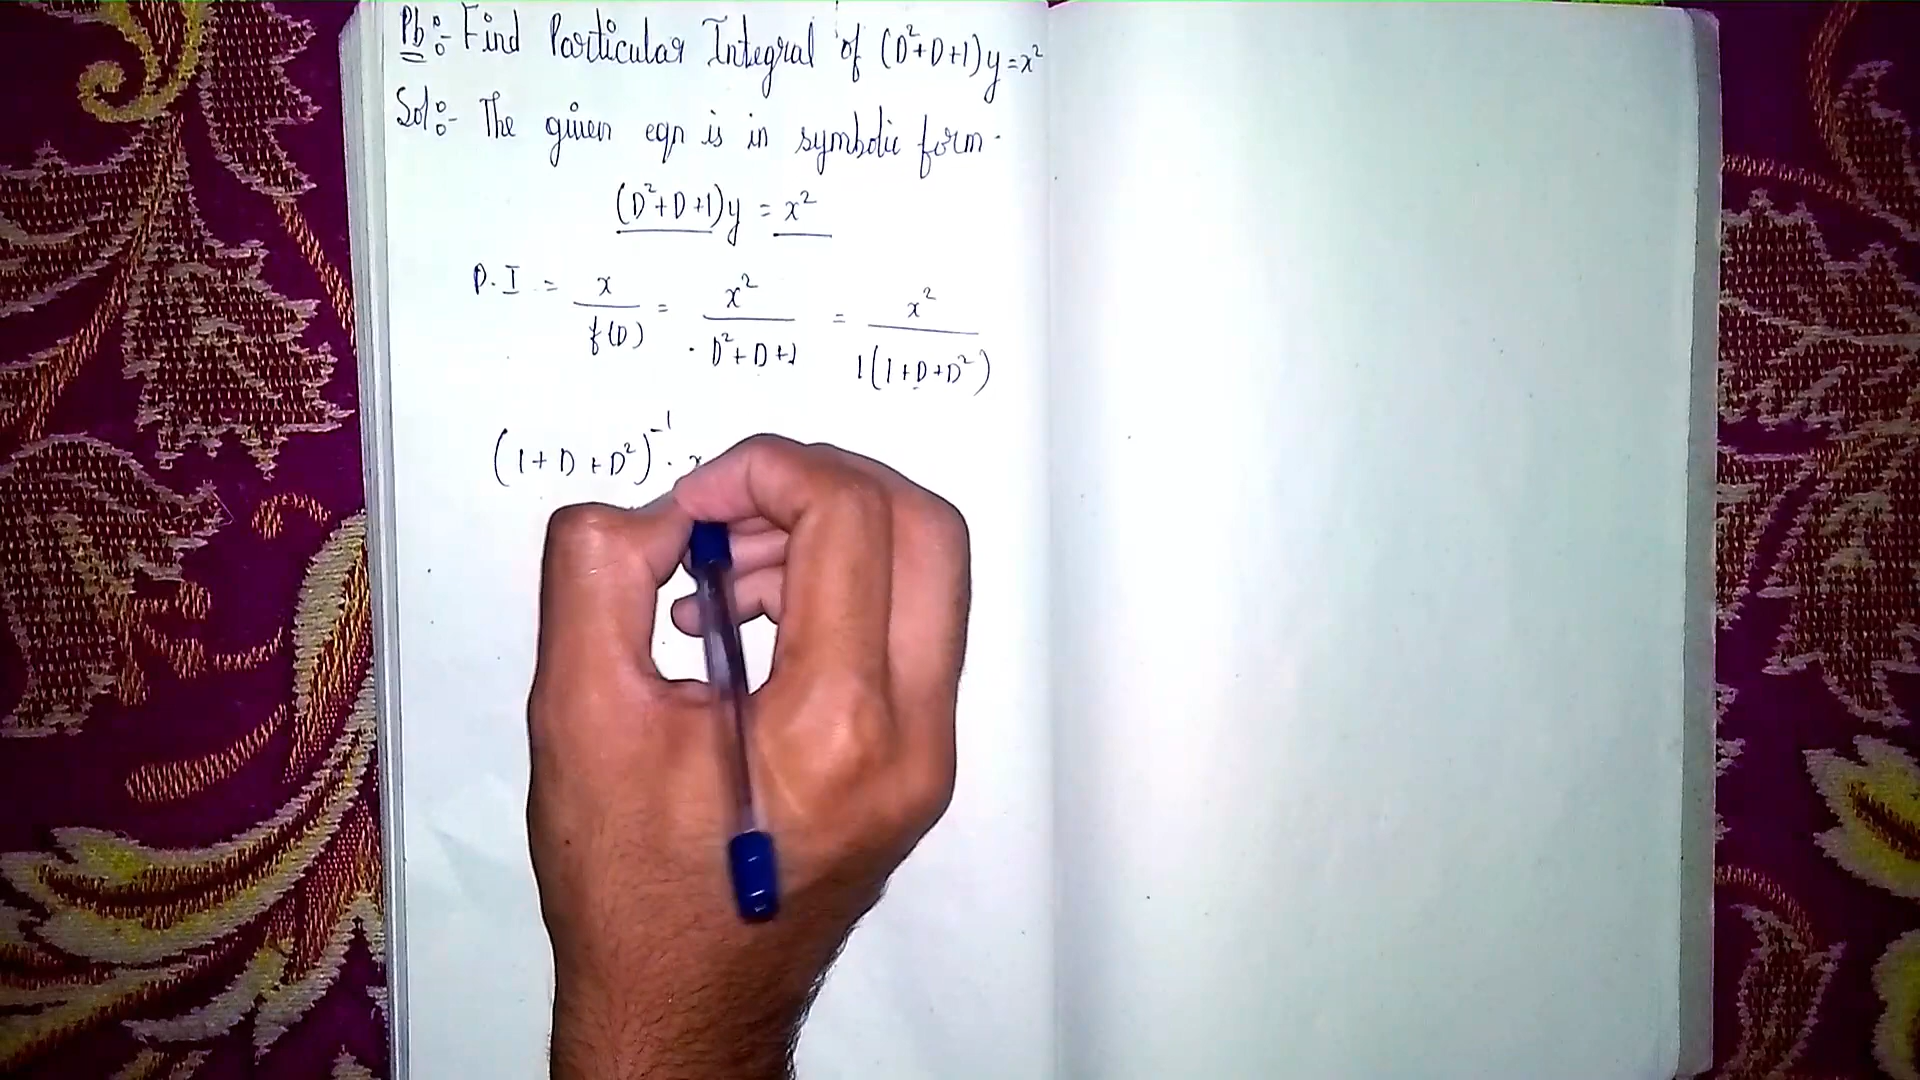 Pb:- Find Particular Integral of (D²+D+1)y=x²
Sol:- The given eqn is in symbolic form.
(D²+D+1)y = x²
P.I = x/f(D) = x²/D²+D+1 = x²/1(1+D+D²)
(1+D+D²)⁻¹ . x